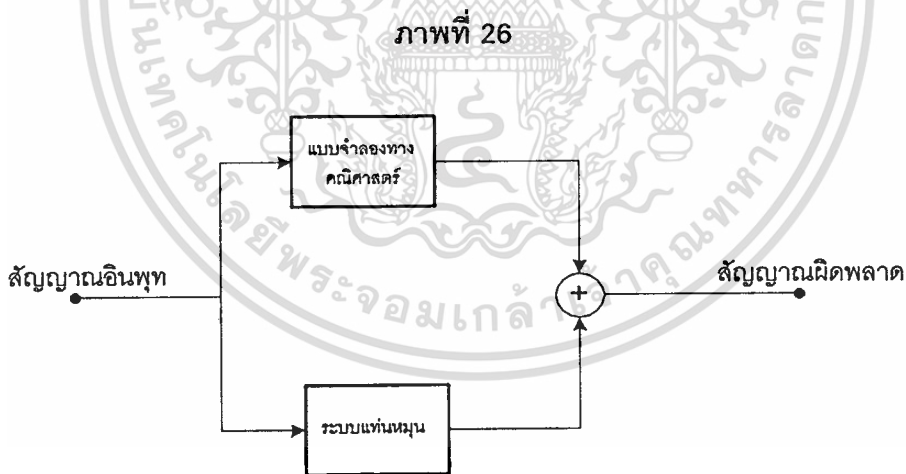 ภาพที่ 26
แบบจำลองทาง
คณิศาสตร์
สัญญาณอินพุท
+
สัญญาณผิดพลาด
ระบบแท่นหมุน